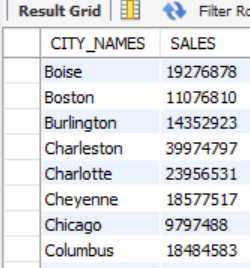 Result Grid Filter Ro
CITY_NAMES SALES
Boise 19276878
Boston 11076810
Burlington 14352923
Charleston 39974797
Charlotte 23956531
Cheyenne 18577517
Chicago 9797488
Columbus 18484583